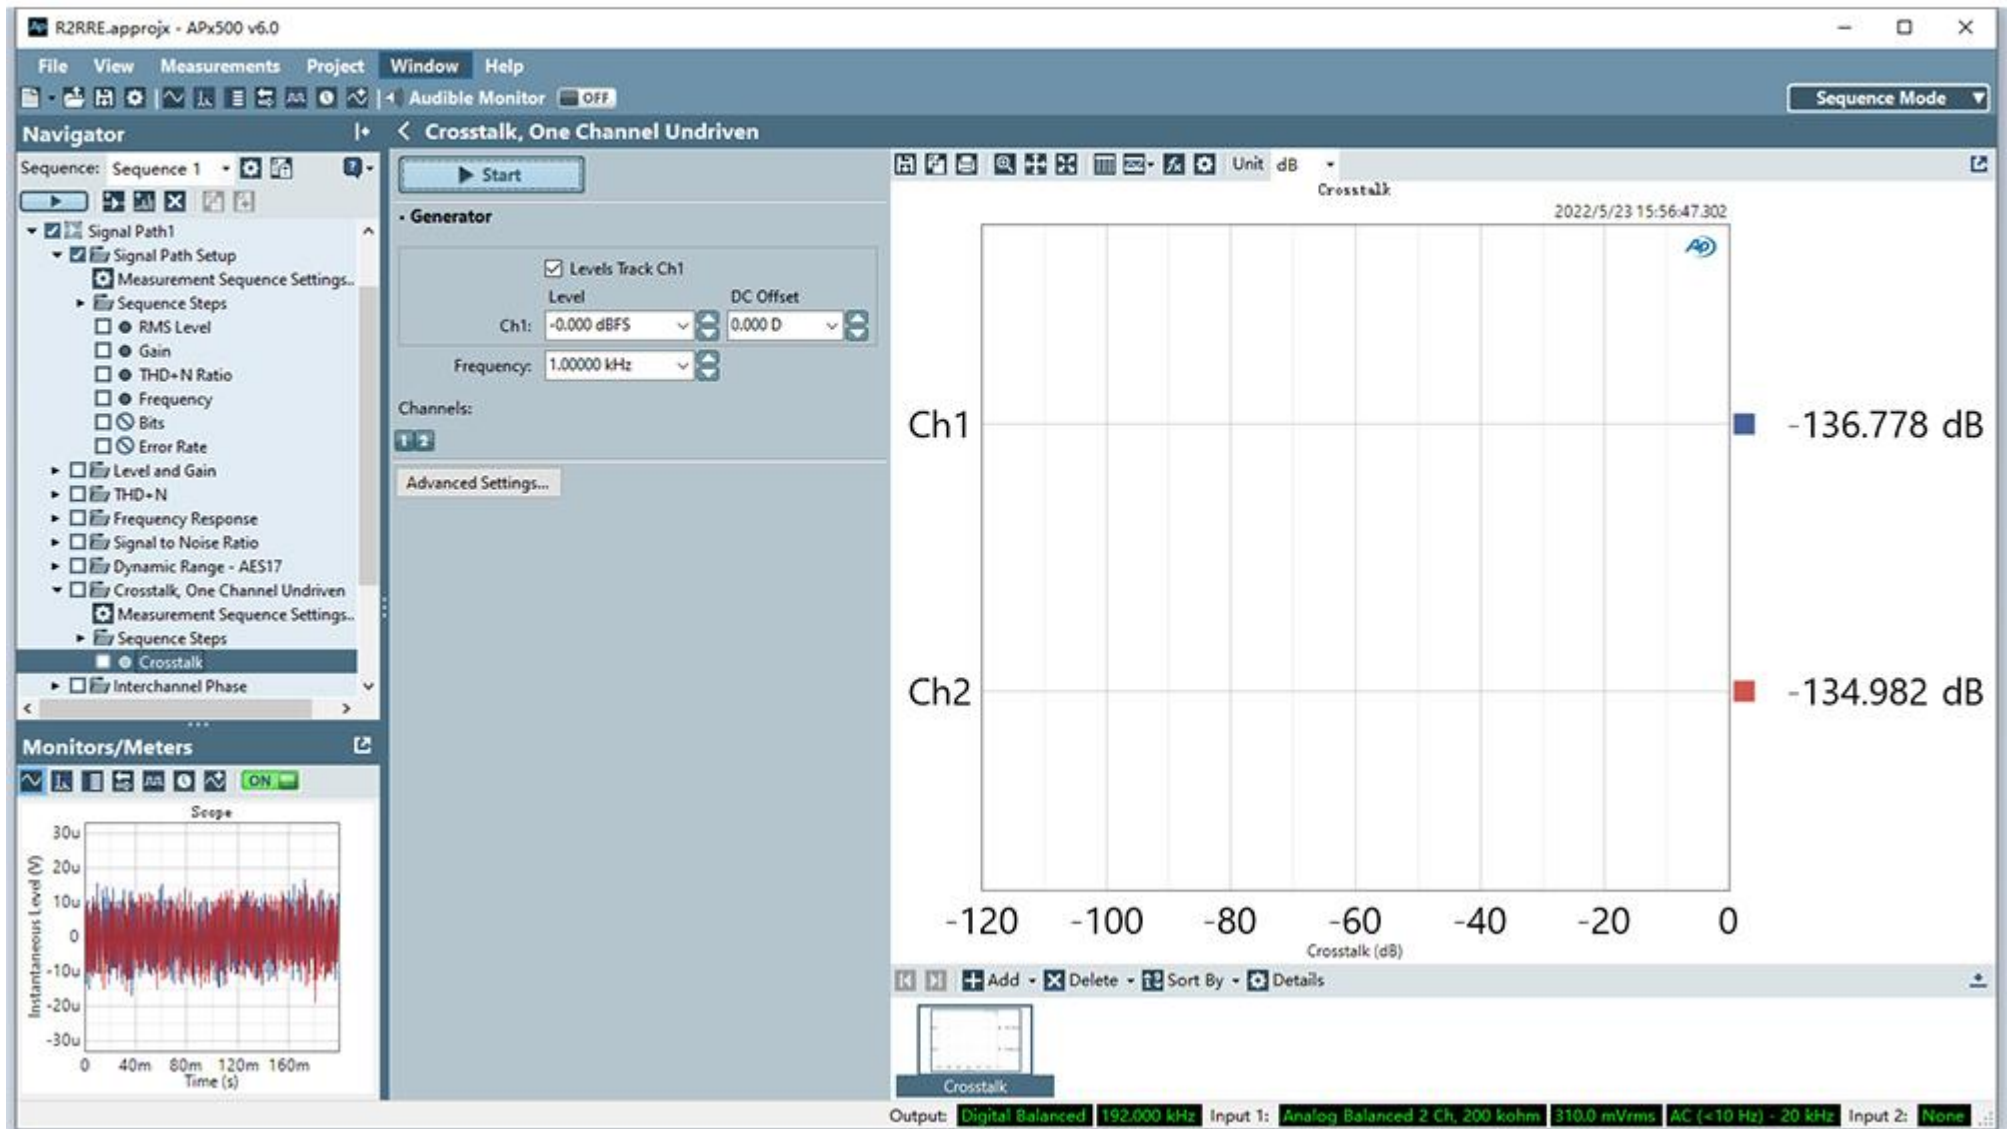 R2RRE.approjx - APx500 v6.0
File View Measurements Project Window Help
Audible Monitor OFF
Sequence Mode
Navigator
Crosstalk, One Channel Undriven
Sequence: Sequence 1
Signal Path1
Signal Path Setup
Measurement Sequence Settings..
Sequence Steps
RMS Level
Gain
THD+N Ratio
Frequency
Bits
Error Rate
Level and Gain
THD+N
Frequency Response
Signal to Noise Ratio
Dynamic Range - AES17
Crosstalk, One Channel Undriven
Measurement Sequence Settings..
Sequence Steps
Crosstalk
Interchannel Phase
Start
Generator
Levels Track Ch1
Level DC Offset
Ch1: -0.000 dBFS 0.000 D
Frequency: 1.00000 kHz
Channels:
1 2
Advanced Settings...
Unit dB
Crosstalk
2022/5/23 15:56:47.302
AP
Ch1 -136.778 dB
Ch2 -134.982 dB
-120 -100 -80 -60 -40 -20 0
Crosstalk (dB)
Add Delete Sort By Details
Crosstalk
Monitors/Meters
ON
Scope
Instantaneous Level (V)
30u
20u
10u
0
-10u
-20u
-30u
0 40m 80m 120m 160m
Time (s)
Output: Digital Balanced 192.000 kHz Input 1: Analog Balanced 2 Ch, 200 kohm 310.0 mVrms AC (<10 Hz) - 20 kHz Input 2: None